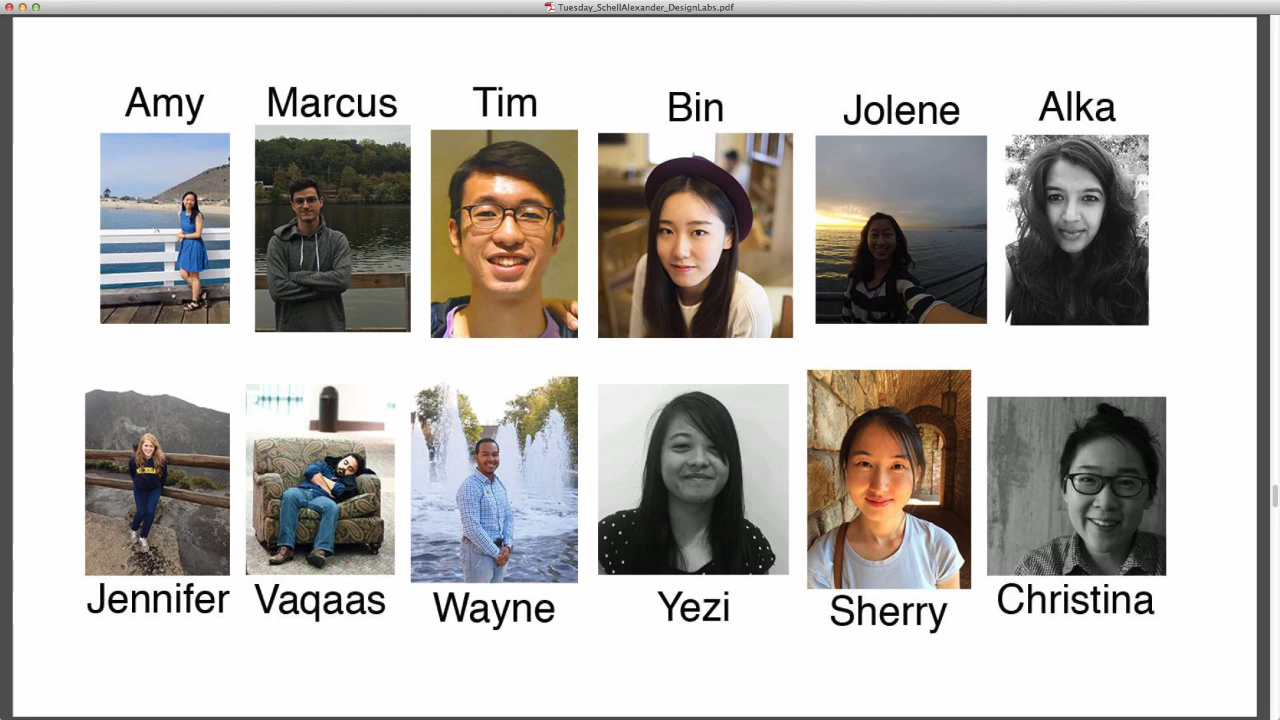 Tuesday_SchellAlexander_DesignLabs.pdf
Amy
Marcus
Tim
Bin
Jolene
Alka
Jennifer
Vaqaas
Wayne
Yezi
Sherry
Christina